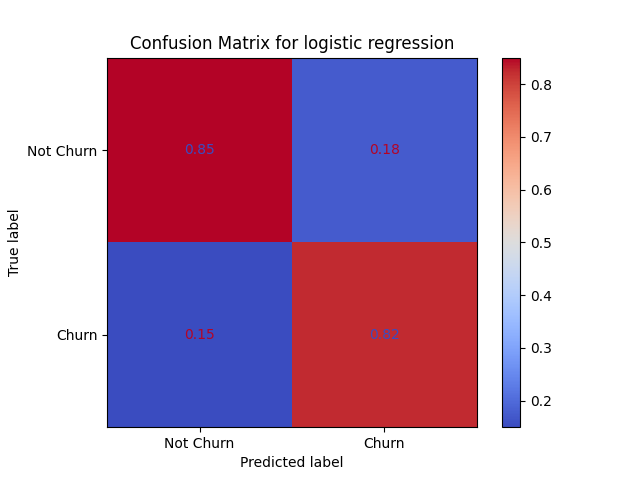 Confusion Matrix for logistic regression
True label
Not Churn
Churn
0.85
0.18
0.15
0.82
Not Churn
Churn
Predicted label
0.8
0.7
0.6
0.5
0.4
0.3
0.2